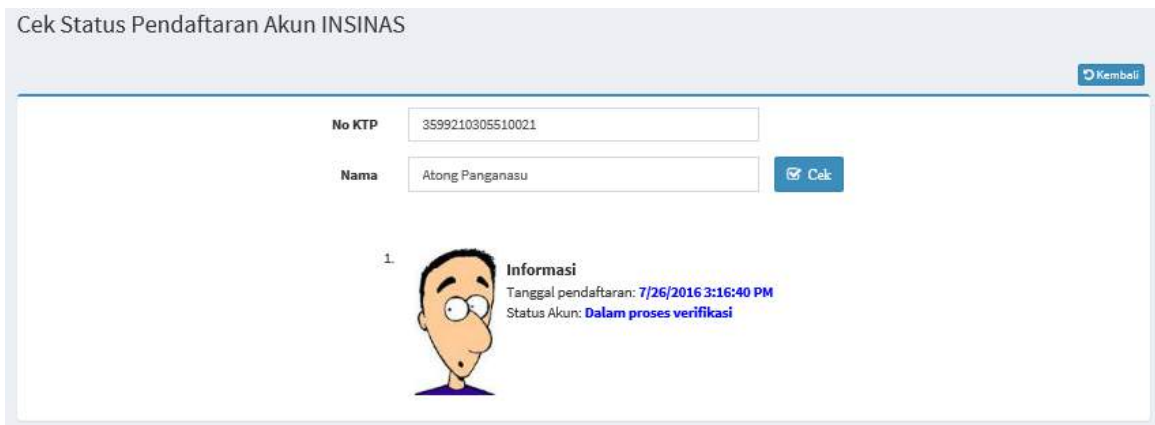 Cek Status Pendaftaran Akun INSINAS
Kembali
No KTP 3599210305510021
Nama Atong Panganasu Cek
1.
Informasi
Tanggal pendaftaran: 7/26/2016 3:16:40 PM
Status Akun: Dalam proses verifikasi